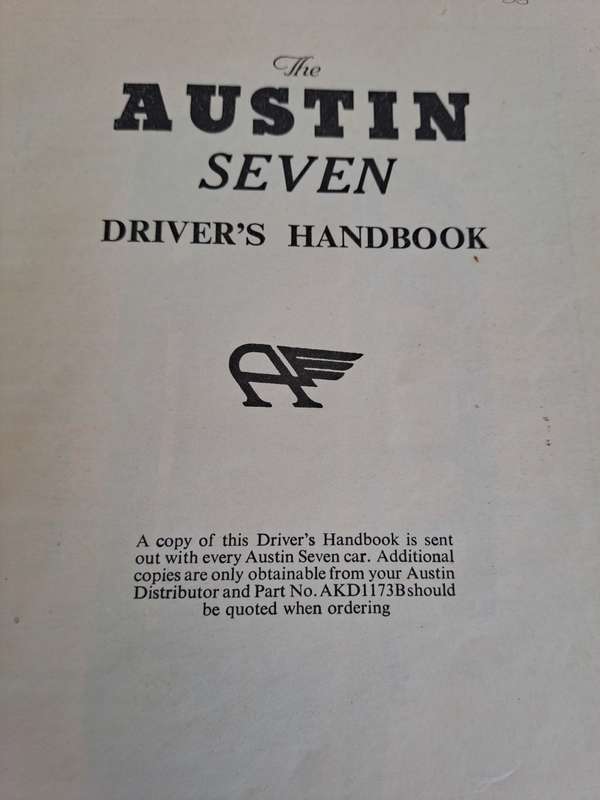 The
AUSTIN
SEVEN
DRIVER'S HANDBOOK
A
A copy of this Driver's Handbook is sent
out with every Austin Seven car. Additional
copies are only obtainable from your Austin
Distributor and Part No. AKD1173B should
be quoted when ordering